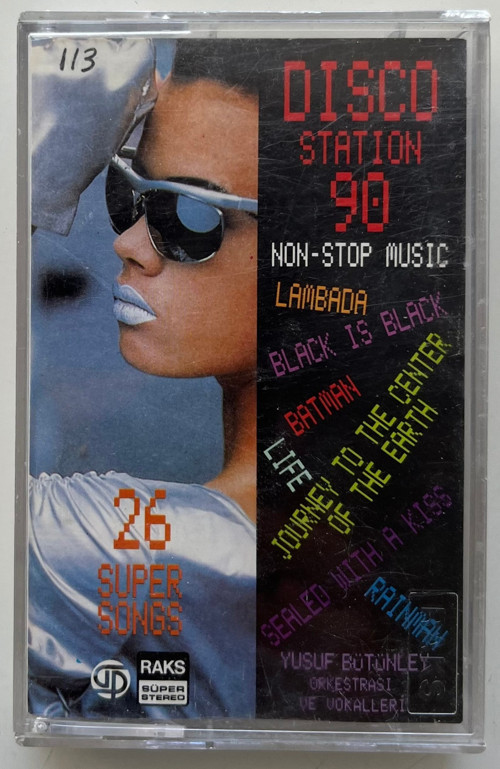 113
DISCO
STATION
90
NON-STOP MUSIC
LAMBADA
BLACK IS BLACK
BATMAN
LIFE
JOURNEY TO THE CENTER
OF THE EARTH
SEALED WITH A KISS
RAINMAN
26
SUPER
SONGS
RAKS
SÜPER
STEREO
YUSUF BÜTÜNLEY
ORKESTRASI
VE VOKALLERİ